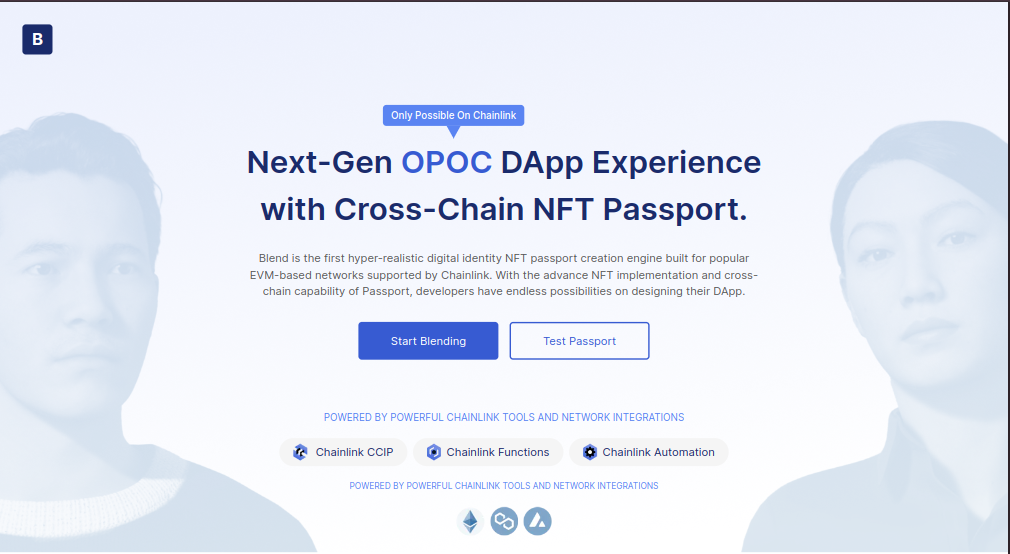 B
Only Possible On Chainlink
Next-Gen OPOC DApp Experience
with Cross-Chain NFT Passport.
Blend is the first hyper-realistic digital identity NFT passport creation engine built for popular
EVM-based networks supported by Chainlink. With the advance NFT implementation and cross-
chain capability of Passport, developers have endless possibilities on designing their DApp.
Start Blending
Test Passport
POWERED BY POWERFUL CHAINLINK TOOLS AND NETWORK INTEGRATIONS
Chainlink CCIP
Chainlink Functions
Chainlink Automation
POWERED BY POWERFUL CHAINLINK TOOLS AND NETWORK INTEGRATIONS